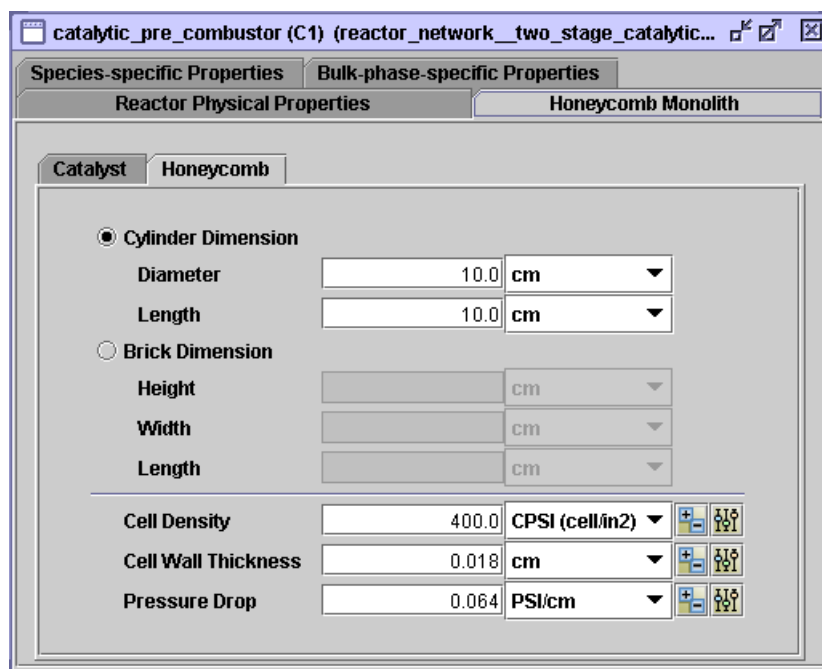 catalytic_pre_combustor (C1) (reactor_network__two_stage_catalytic...
Species-specific Properties Bulk-phase-specific Properties
Reactor Physical Properties Honeycomb Monolith
Catalyst Honeycomb
Cylinder Dimension
Diameter 10.0 cm
Length 10.0 cm
Brick Dimension
Height cm
Width cm
Length cm
Cell Density 400.0 CPSI (cell/in2)
Cell Wall Thickness 0.018 cm
Pressure Drop 0.064 PSI/cm